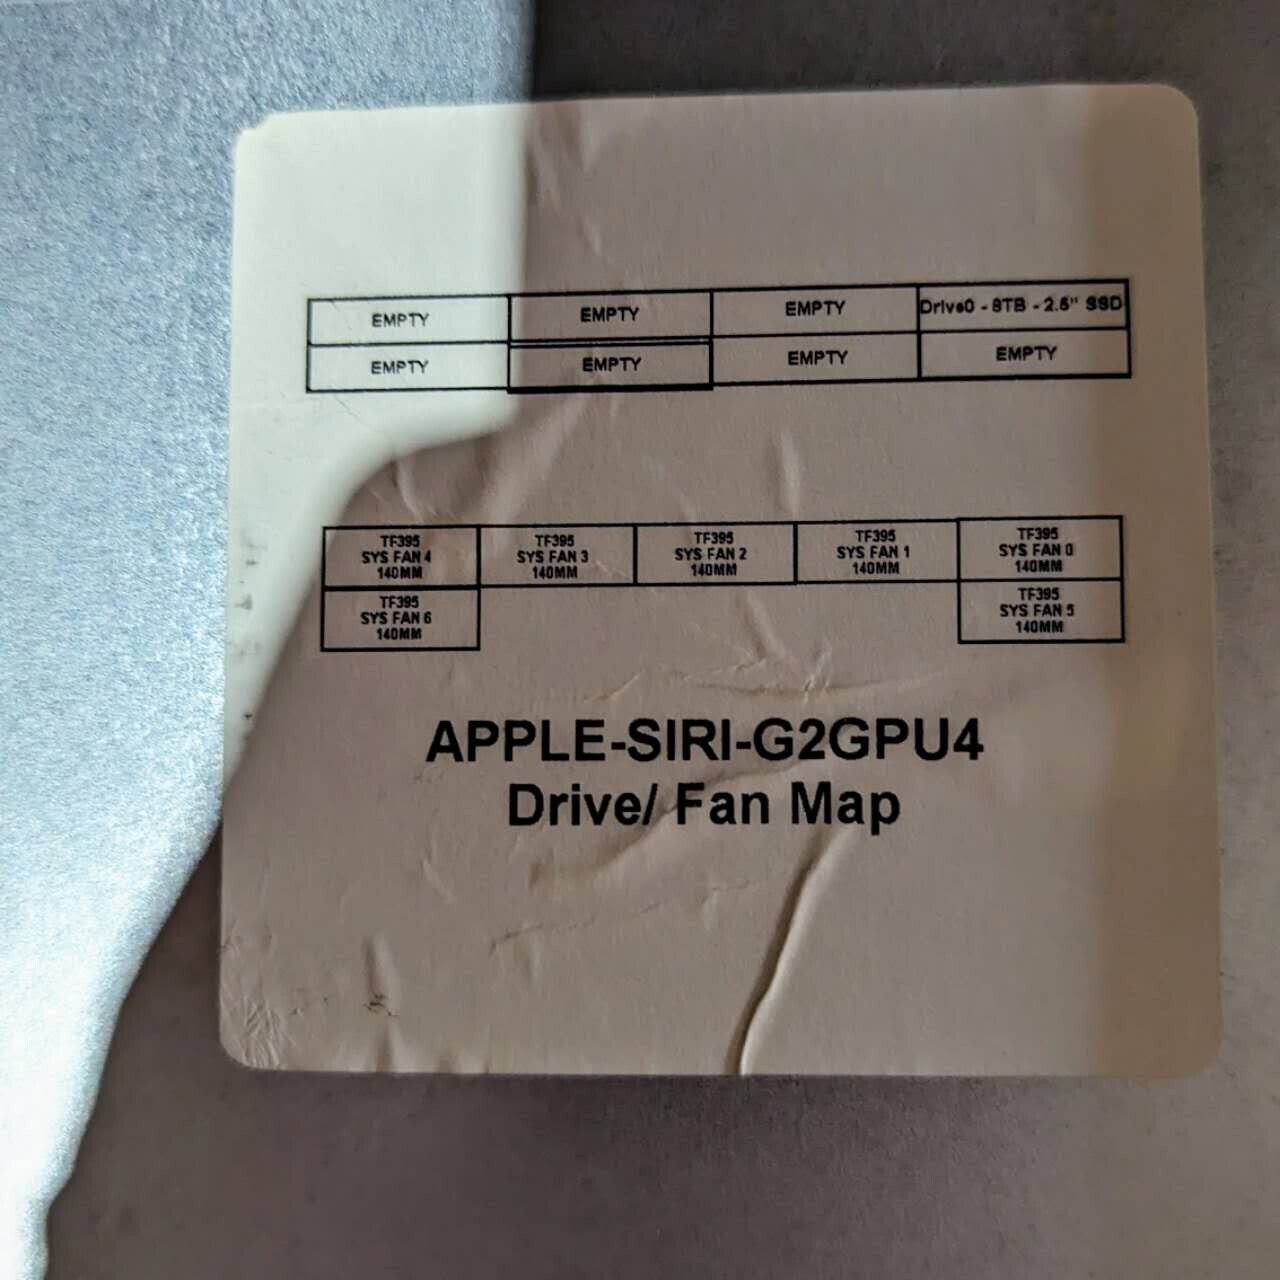 EMPTY EMPTY EMPTY Drive0 - 8TB - 2.5" SSD
EMPTY EMPTY EMPTY EMPTY
TF395 TF395 TF395 TF395 TF395
SYS FAN 4 SYS FAN 3 SYS FAN 2 SYS FAN 1 SYS FAN 0
140MM 140MM 140MM 140MM 140MM
TF395 TF395
SYS FAN 6 SYS FAN 5
140MM 140MM
APPLE-SIRI-G2GPU4
Drive/ Fan Map